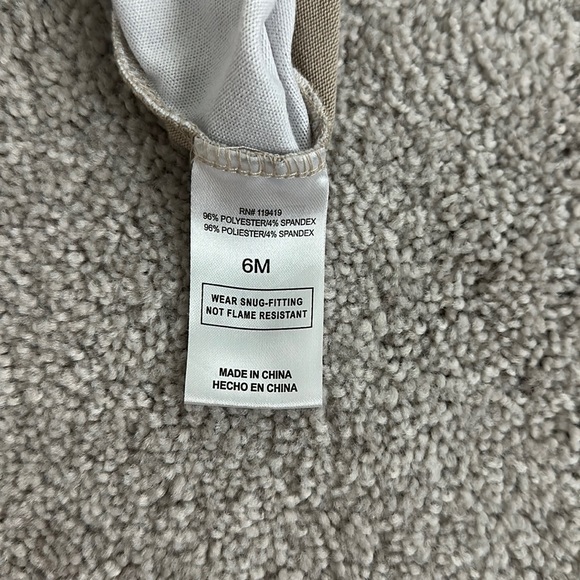 RN# 119419
96% POLYESTER/4% SPANDEX
96% POLIESTER/4% SPANDEX
6M
WEAR SNUG-FITTING
NOT FLAME RESISTANT
MADE IN CHINA
HECHO EN CHINA